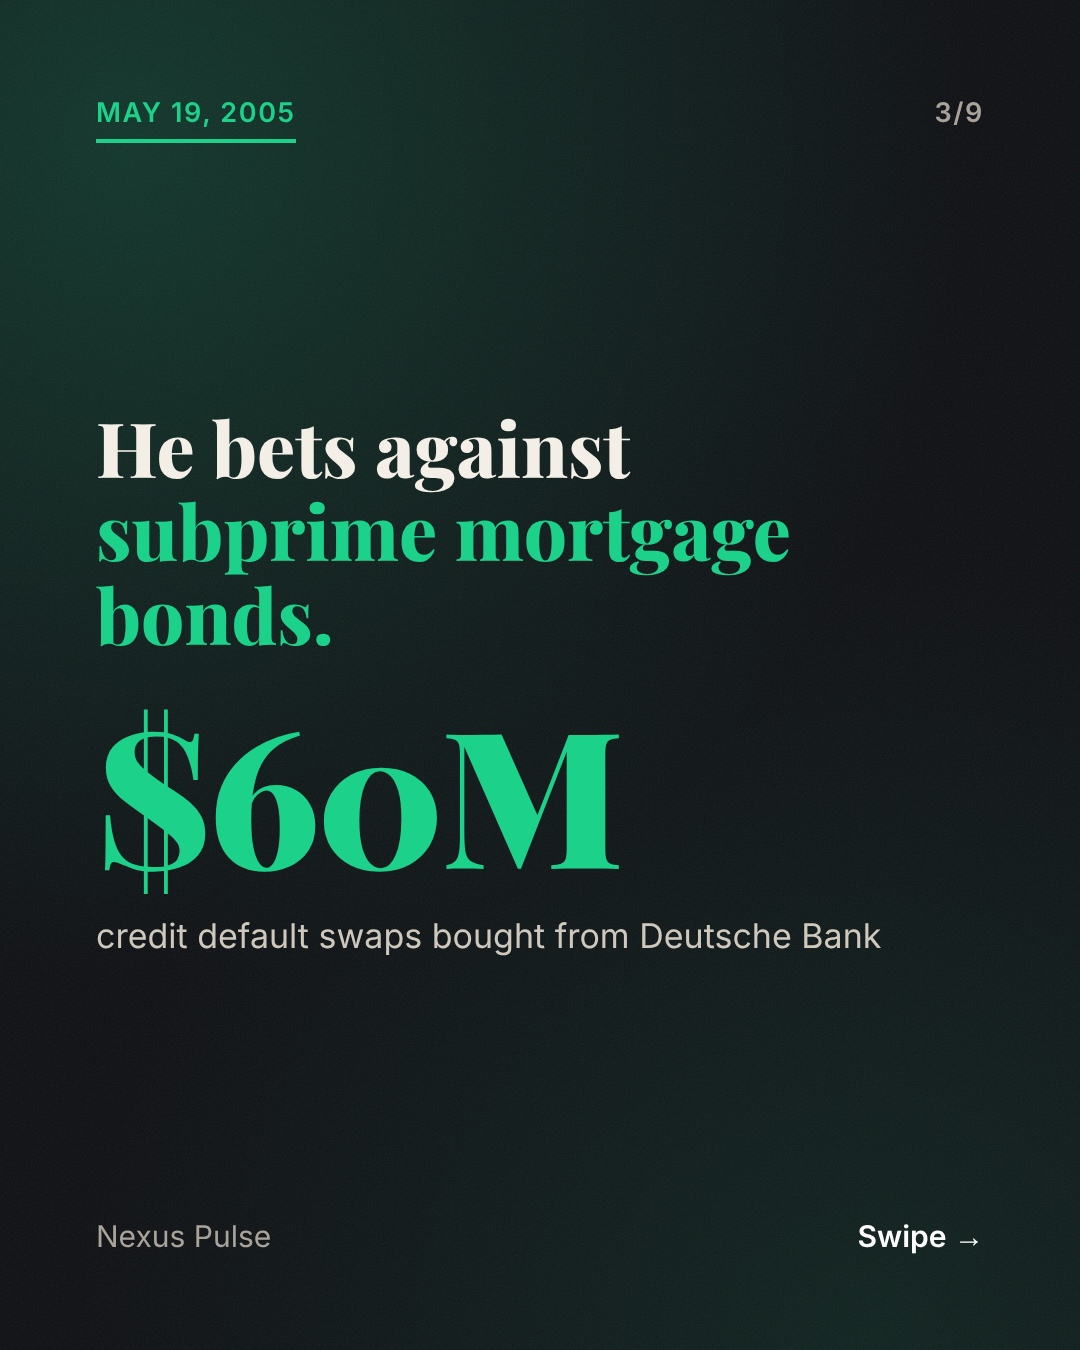 MAY 19, 2005
3/9
He bets against
subprime mortgage
bonds.
$60M
credit default swaps bought from Deutsche Bank
Nexus Pulse
Swipe →